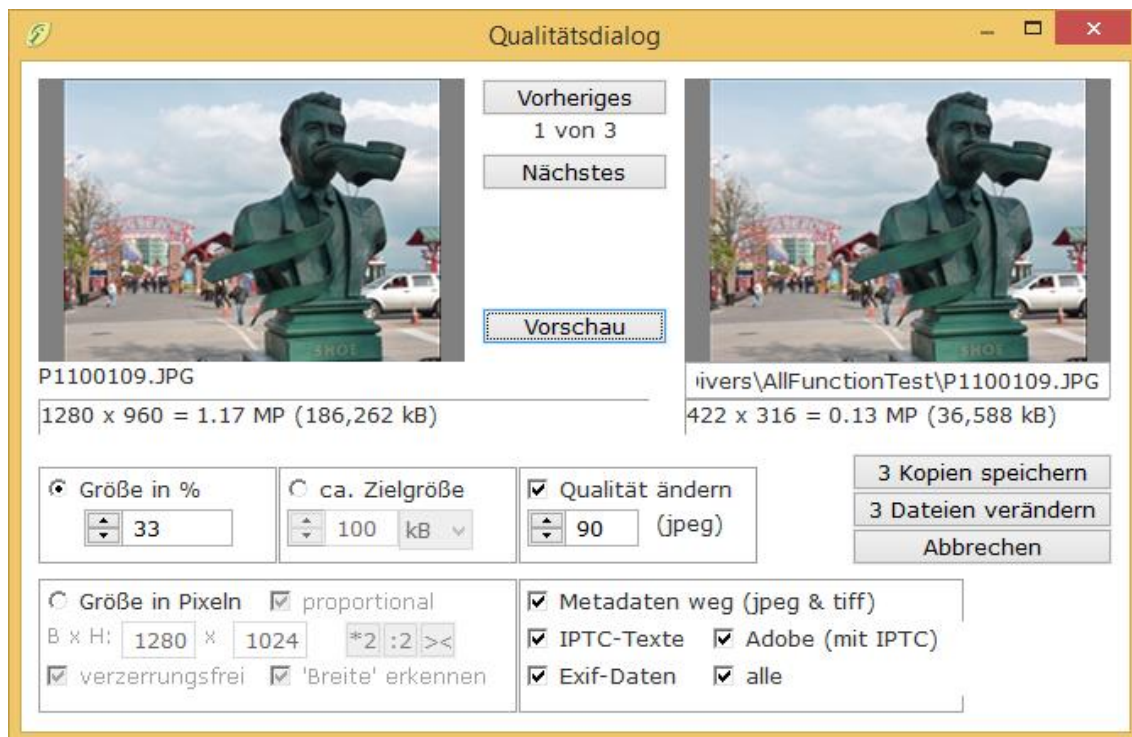 Qualitätsdialog
Vorheriges
1 von 3
Nächstes
Vorschau
SHOE
SHOE
P1100109.JPG
ivers\AllFunctionTest\P1100109.JPG
1280 x 960 = 1.17 MP (186,262 kB)
422 x 316 = 0.13 MP (36,588 kB)
Größe in %
33
ca. Zielgröße
100 kB
Qualität ändern
90 (jpeg)
3 Kopien speichern
3 Dateien verändern
Abbrechen
Größe in Pixeln proportional
B x H: 1280 x 1024 *2 :2 ><
verzerrungsfrei 'Breite' erkennen
Metadaten weg (jpeg & tiff)
IPTC-Texte Adobe (mit IPTC)
Exif-Daten alle